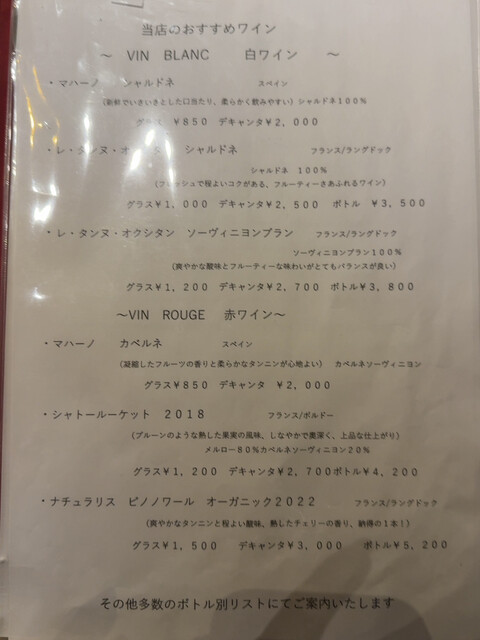 当店のおすすめワイン
～ VIN BLANC 白ワイン ～
・マハーノ シャルドネ スペイン
(新鮮でいきいきとした口当たり、柔らかく飲みやすい) シャルドネ100％
グラス ￥850 デキャンタ￥2,000
・レ・タンヌ・オ シャルドネ フランス/ラングドック
シャルドネ 100％
(フレッシュで程よいコクがある、フルーティーさあふれるワイン)
グラス￥1,000 デキャンタ￥2,500 ボトル ￥3,500
・レ・タンヌ・オクシタン ソーヴィニヨンブラン フランス/ラングドック
ソーヴィニヨンブラン100％
(爽やかな酸味とフルーティーな味わいがとてもバランスが良い)
グラス￥1,200 デキャンタ￥2,700 ボトル￥3,800
～VIN ROUGE 赤ワイン～
・マハーノ カベルネ スペイン
(凝縮したフルーツの香りと柔らかなタンニンが心地よい) カベルネソーヴィニヨン
グラス￥850 デキャンタ ￥2,000
・シャトールーケット 2018 フランス/ボルドー
(プルーンのような熟した果実の風味、しなやかで奥深く、上品な仕上がり)
メルロー80％カベルネソーヴィニヨン20％
グラス￥1,200 デキャンタ￥2,700ボトル￥4,200
・ナチュラリス ピノノワール オーガニック2022 フランス/ラングドック
(爽やかなタンニンと程よい酸味、熟したチェリーの香り、納得の1本！)
グラス￥1,500 デキャンタ￥3,000 ボトル￥5,200
その他多数のボトル別リストにてご案内いたします